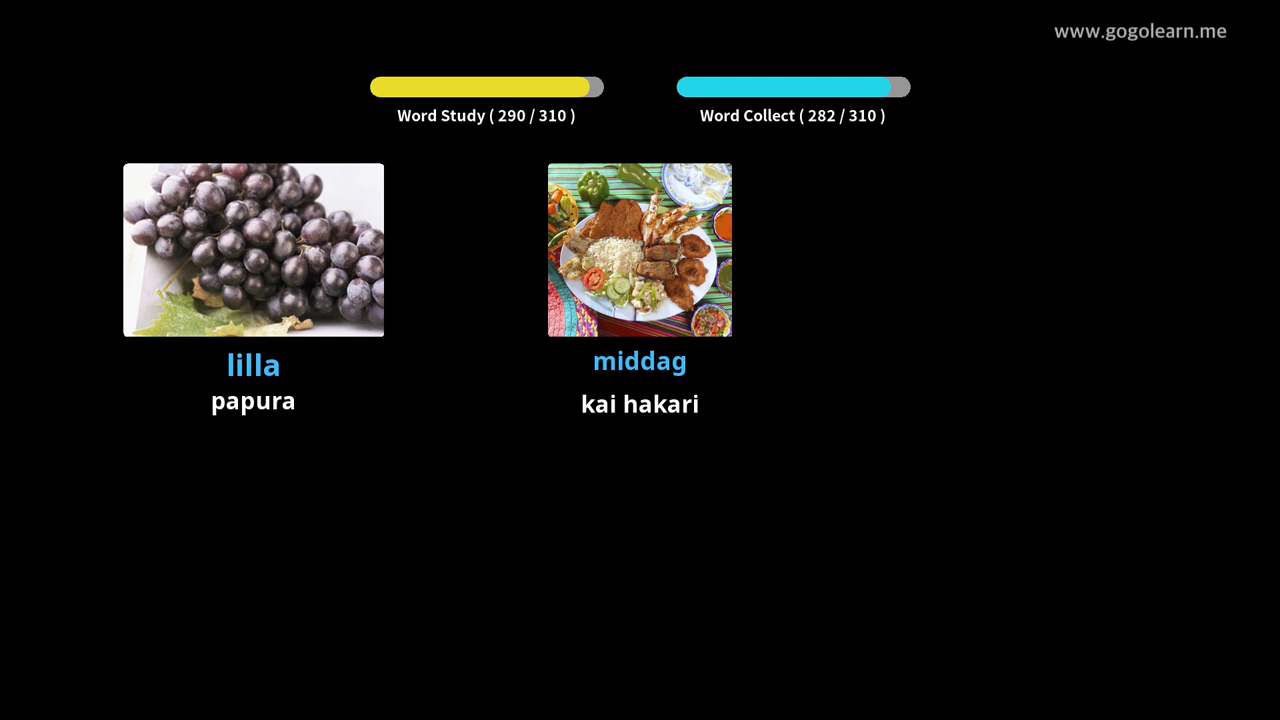 www.gogolearn.me
Word Study ( 290 / 310 )
Word Collect ( 282 / 310 )
lilla
papura
middag
kai hakari